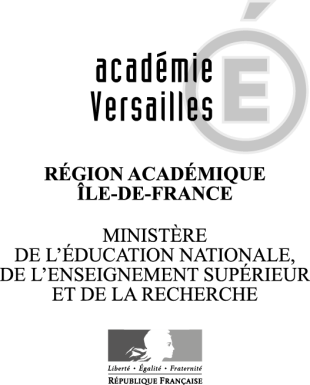 académie
Versailles
É
RÉGION ACADÉMIQUE
ÎLE-DE-FRANCE
MINISTÈRE
DE L'ÉDUCATION NATIONALE,
DE L'ENSEIGNEMENT SUPÉRIEUR
ET DE LA RECHERCHE
Liberté • Égalité • Fraternité
RÉPUBLIQUE FRANÇAISE